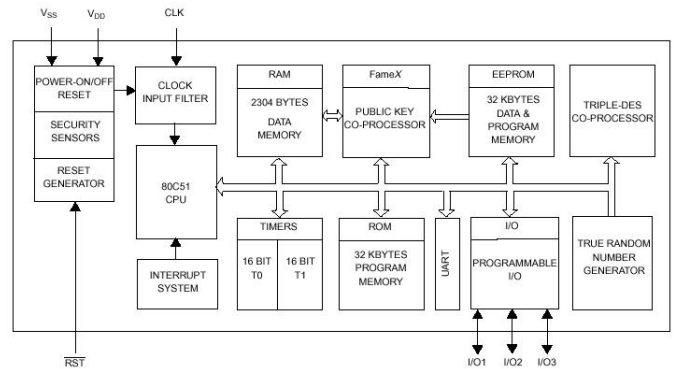 VSS
VDD
CLK
POWER-ON/OFF
RESET
SECURITY
SENSORS
RESET
GENERATOR
CLOCK
INPUT FILTER
80C51
CPU
INTERRUPT
SYSTEM
RAM
2304 BYTES
DATA
MEMORY
FameX
PUBLIC KEY
CO-PROCESSOR
EEPROM
32 KBYTES
DATA &
PROGRAM
MEMORY
TRIPLE-DES
CO-PROCESSOR
TIMERS
16 BIT
T0
16 BIT
T1
ROM
32 KBYTES
PROGRAM
MEMORY
UART
I/O
PROGRAMMABLE
I/O
TRUE RANDOM
NUMBER
GENERATOR
RST
I/O1
I/O2
I/O3